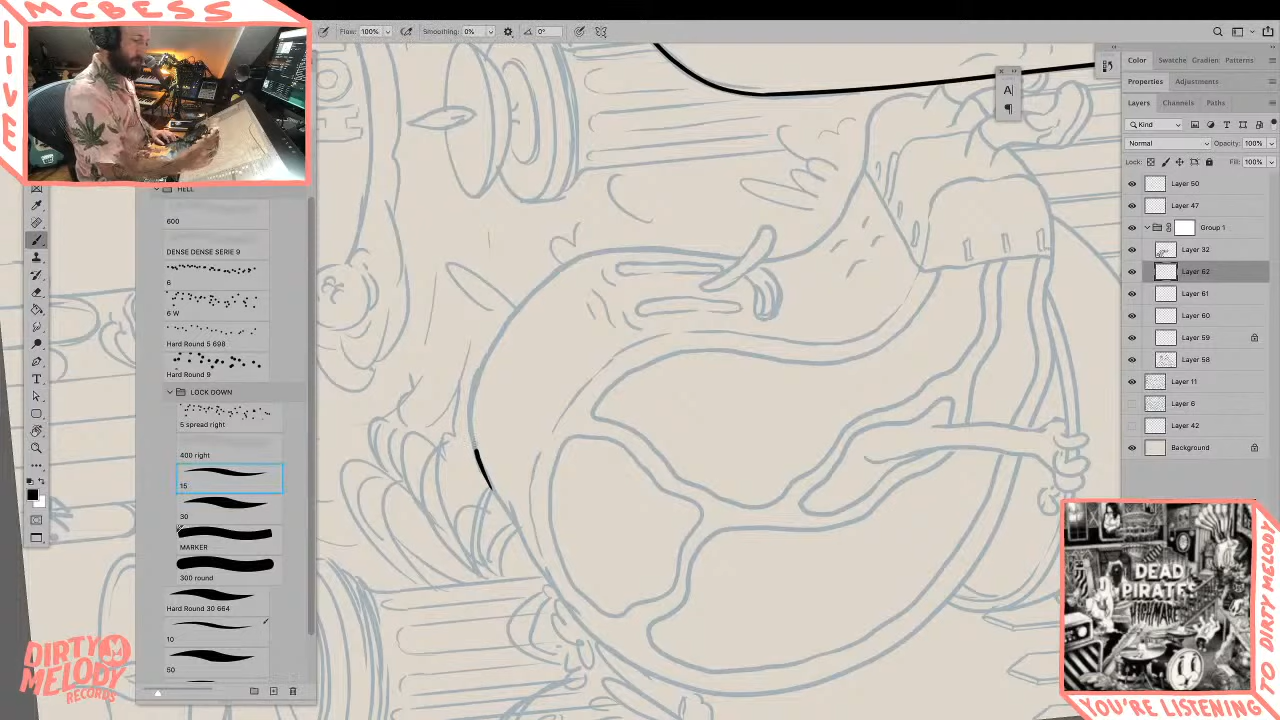 MCBESS
LIVE
Flow: 100%
Smoothing: 0%
0°
HELL
600
DENSE DENSE SERIE 9
6
6 W
Hard Round 5 698
Hard Round 9
LOCK DOWN
5 spread right
400 right
15
30
MARKER
300 round
Hard Round 30 664
10
50
A
¶
Color
Swatche
Gradien
Patterns
Properties
Adjustments
Layers
Channels
Paths
Kind
Normal
Opacity: 100%
Lock:
Fill: 100%
Layer 50
Layer 47
Group 1
Layer 32
Layer 62
Layer 61
Layer 60
Layer 59
Layer 58
Layer 11
Layer 6
Layer 42
Background
DIRTY
MELODY
RECORDS
DEAD
PIRATES
HIGHMARE
YOU'RE LISTENING
TO DIRTY MELODY